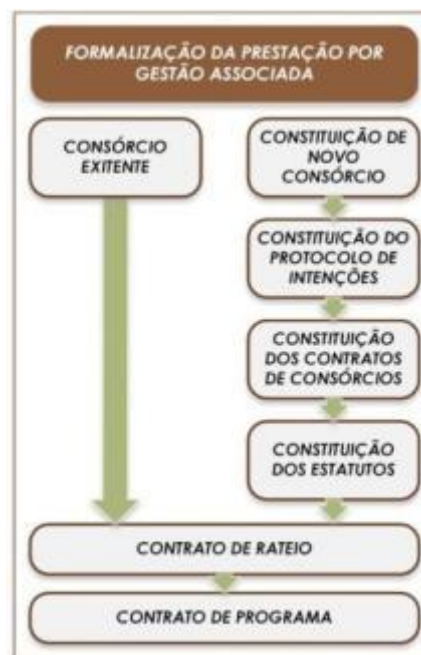 FORMALIZAÇÃO DA PRESTAÇÃO POR
GESTÃO ASSOCIADA
CONSÓRCIO
EXITENTE
CONSTITUIÇÃO DE
NOVO
CONSÓRCIO
CONSTITUIÇÃO DO
PROTOCOLO DE
INTENÇÕES
CONSTITUIÇÃO
DOS CONTRATOS
DE CONSÓRCIOS
CONSTITUIÇÃO
DOS ESTATUTOS
CONTRATO DE RATEIO
CONTRATO DE PROGRAMA